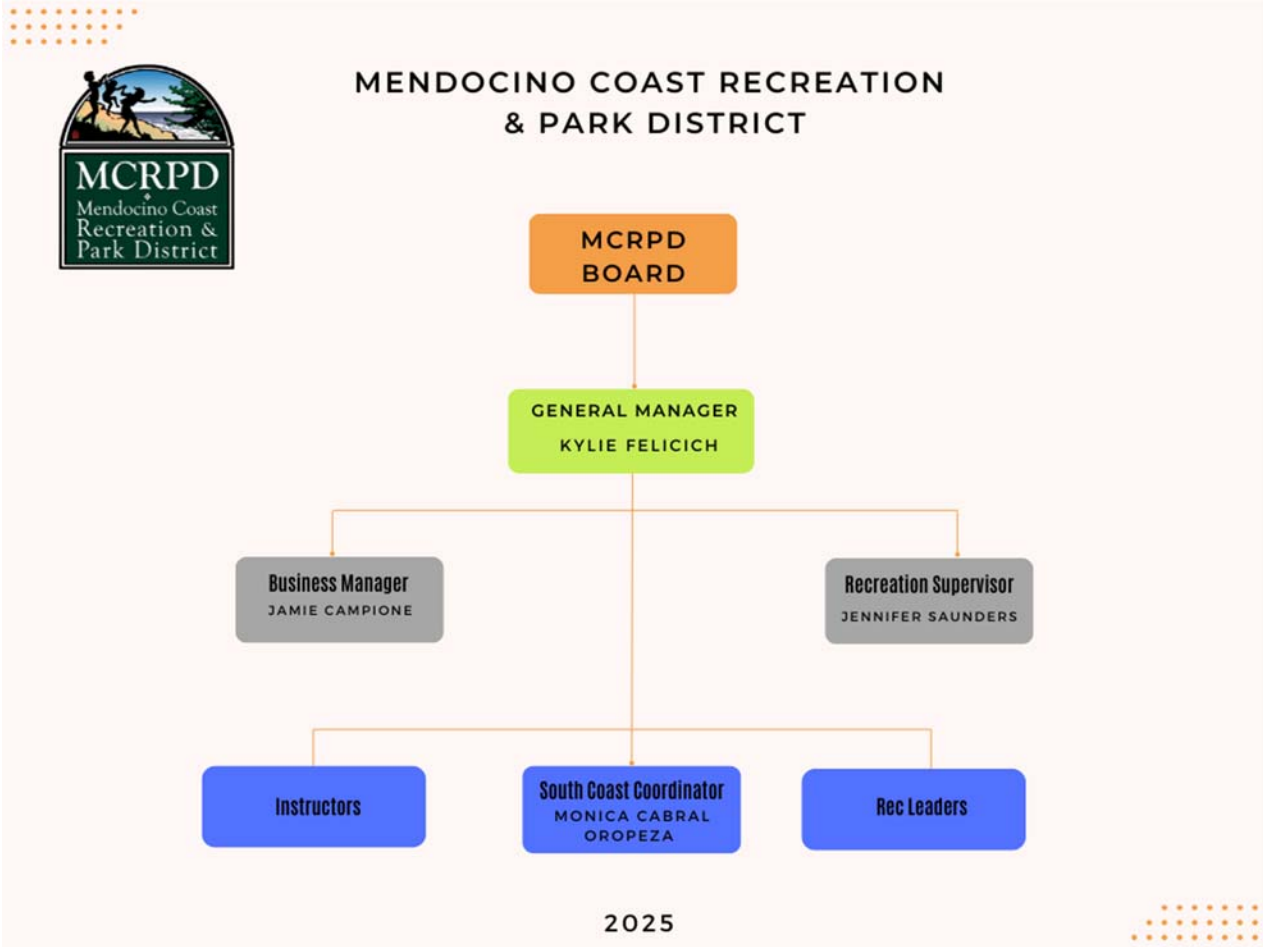 MENDOCINO COAST RECREATION
& PARK DISTRICT
MCRPD
Mendocino Coast
Recreation &
Park District
MCRPD
BOARD
GENERAL MANAGER
KYLIE FELICICH
Business Manager
JAMIE CAMPIONE
Recreation Supervisor
JENNIFER SAUNDERS
Instructors
South Coast Coordinator
MONICA CABRAL
OROPEZA
Rec Leaders
2025